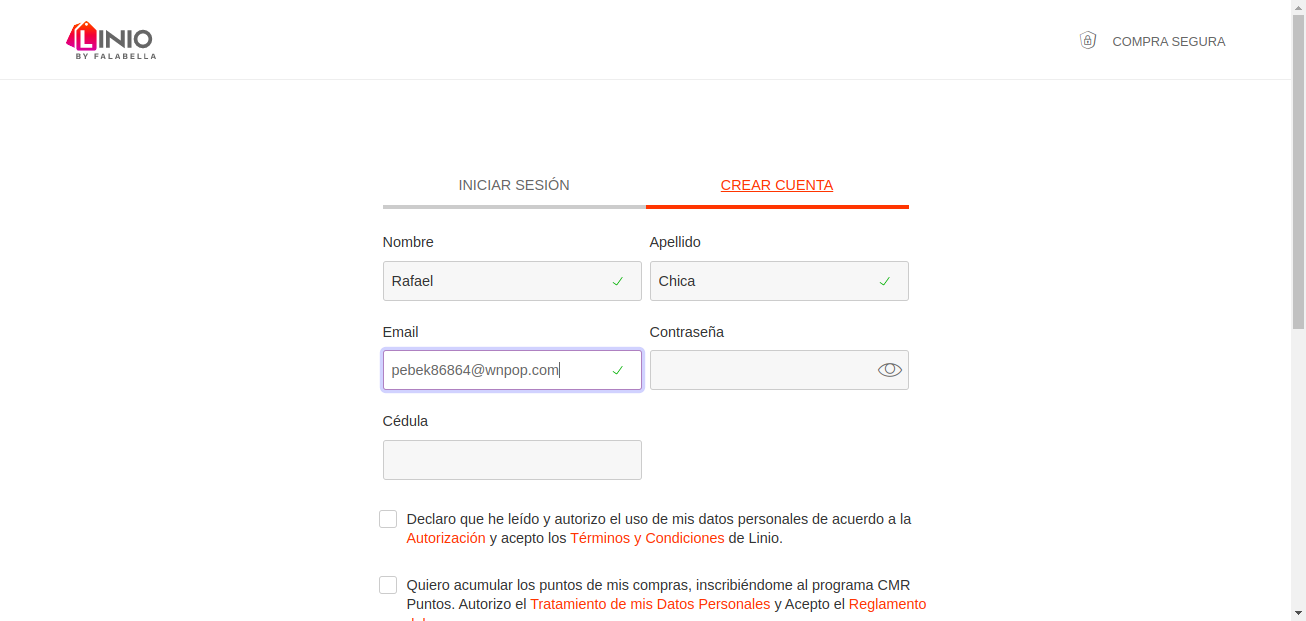 LINIO
BY FALABELLA
COMPRA SEGURA
INICIAR SESIÓN
CREAR CUENTA
Nombre
Apellido
Rafael
Chica
Email
Contraseña
pebek86864@wnpop.com
Cédula
Declaro que he leído y autorizo el uso de mis datos personales de acuerdo a la
Autorización y acepto los Términos y Condiciones de Linio.
Quiero acumular los puntos de mis compras, inscribiéndome al programa CMR
Puntos. Autorizo el Tratamiento de mis Datos Personales y Acepto el Reglamento